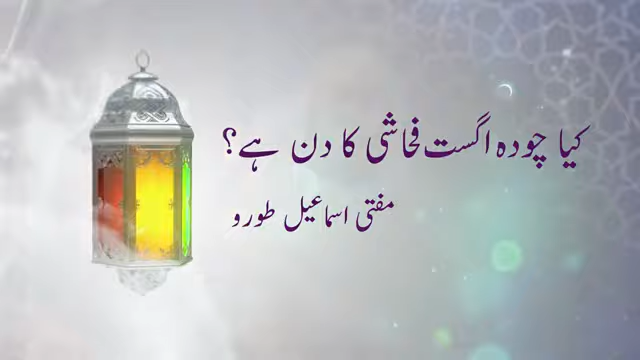 کیا چودہ اگست فحاشی کا دن ہے؟
مفتی اسماعیل طورو